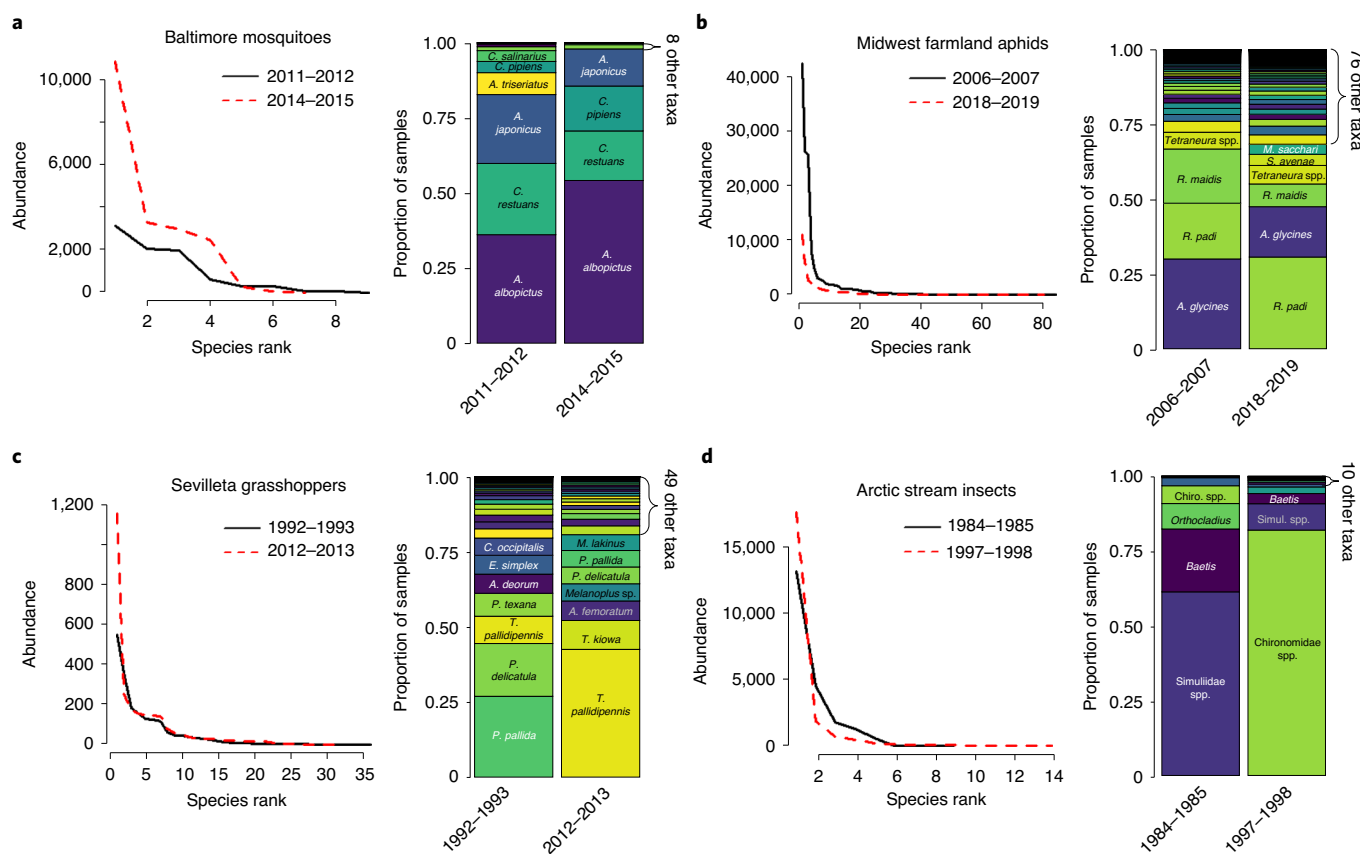 a
Baltimore mosquitoes
2011–2012
2014–2015
10,000
6,000
2,000
0
Abundance
2
4
6
8
Species rank
1.00
0.75
0.50
0.25
0
Proportion of samples
C. salinarius
C. pipiens
A. triseriatus
A.
japonicus
C.
restuans
A.
albopictus
A.
japonicus
C.
pipiens
C.
restuans
A.
albopictus
8 other taxa
2011–2012
2014–2015
b
Midwest farmland aphids
2006–2007
2018–2019
40,000
30,000
20,000
10,000
0
Abundance
0
20
40
60
80
Species rank
1.00
0.75
0.50
0.25
0
Proportion of samples
Tetraneura spp.
R. maidis
R. padi
A. glycines
M. sacchari
S. avenae
Tetraneura spp.
R. maidis
A. glycines
R. padi
76 other taxa
2006–2007
2018–2019
c
Sevilleta grasshoppers
1992–1993
2012–2013
1,200
800
600
400
200
0
Abundance
0
5
10
15
20
25
30
35
Species rank
1.00
0.75
0.50
0.25
0
Proportion of samples
C. occipitalis
E. simplex
A. deorum
P. texana
T.
pallidipennis
P.
delicatula
P. pallida
M. lakinus
P. pallida
P. delicatula
Melanoplus sp.
A. femoratum
T. kiowa
T.
pallidipennis
49 other taxa
1992–1993
2012–2013
d
Arctic stream insects
1984–1985
1997–1998
15,000
10,000
5,000
0
Abundance
2
4
6
8
10
12
14
Species rank
1.00
0.75
0.50
0.25
0
Proportion of samples
Chiro. spp.
Orthocladius
Baetis
Simuliidae
spp.
Baetis
Simul. spp.
Chironomidae
spp.
10 other taxa
1984–1985
1997–1998